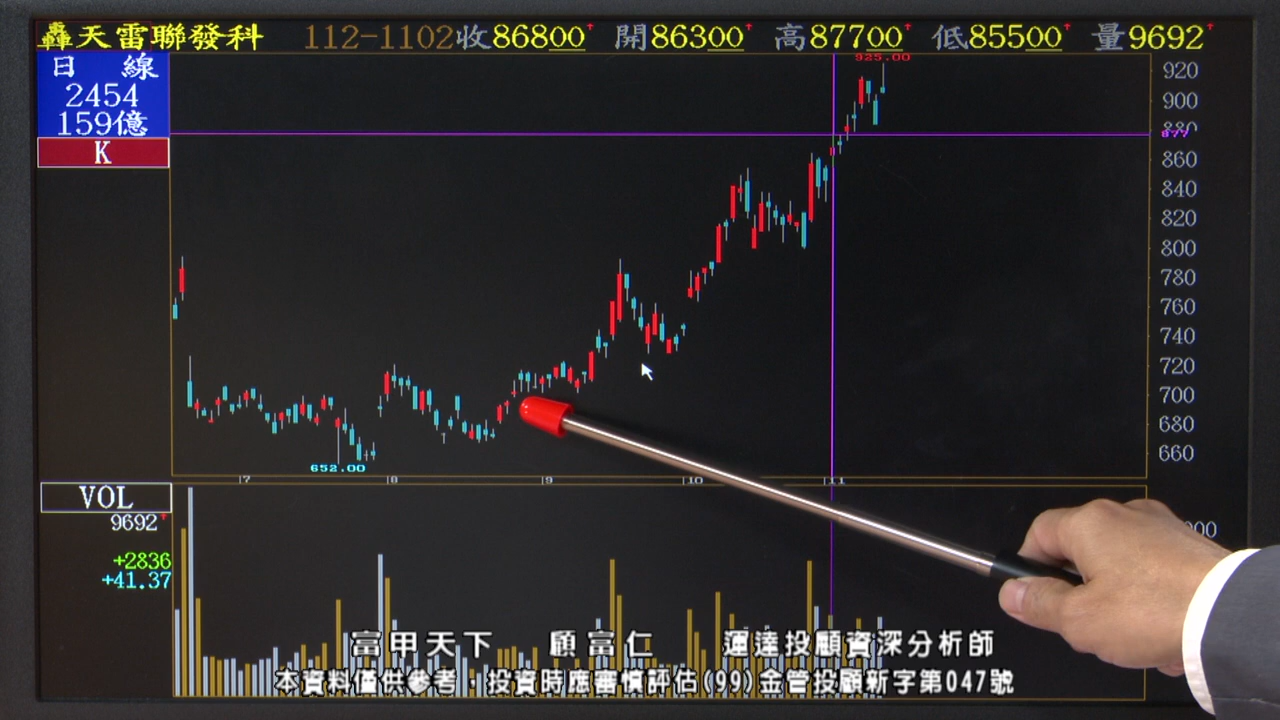 轟天雷聯發科 112-1102收86800↑ 開86300↑ 高87700↑ 低85500↑ 量9692↑
日 線
2454
159億
K
925.00
920
900
880
877
860
840
820
800
780
760
740
720
700
680
660
652.00
7 8 9 10 11
VOL
9692↑
+2836
+41.37
富甲天下 顧富仁 運達投顧資深分析師
本資料僅供參考，投資時應審慎評估(99)金管投顧新字第047號